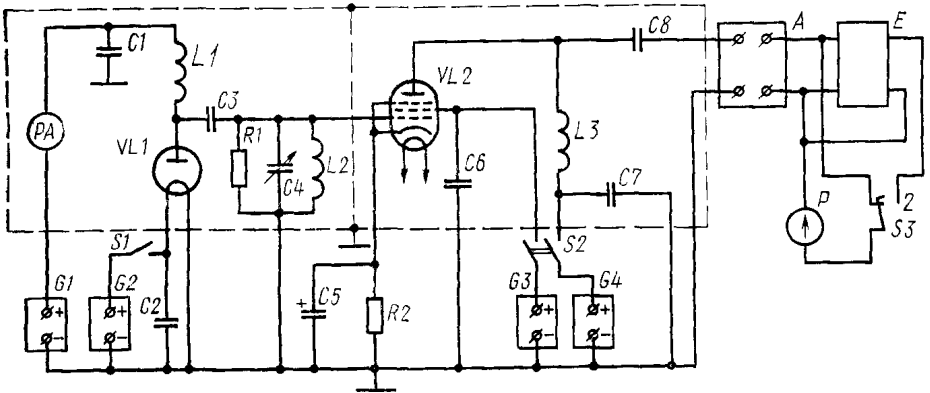 C1
L1
C8
A
E
VL2
C3
PA
VL1
R1
C4
L2
C6
L3
C7
P
2
S3
S1
S2
G1
G2
C2
C5
R2
G3
G4
+
+
+
+
+
-
-
-
-